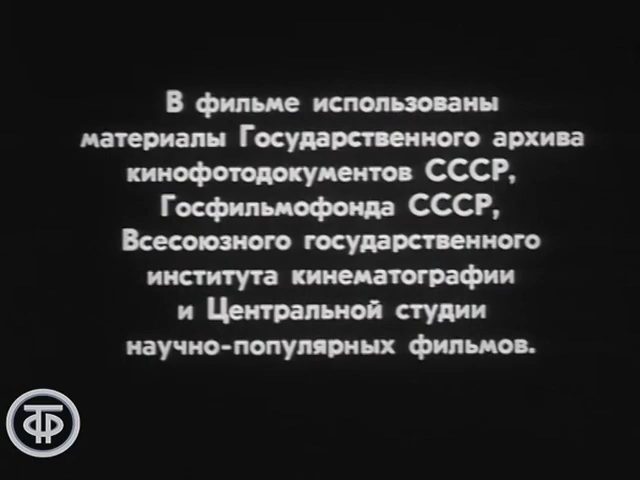 В фильме использованы
материалы Государственного архива
кинофотодокументов СССР,
Госфильмофонда СССР,
Всесоюзного государственного
института кинематографии
и Центральной студии
научно-популярных фильмов.